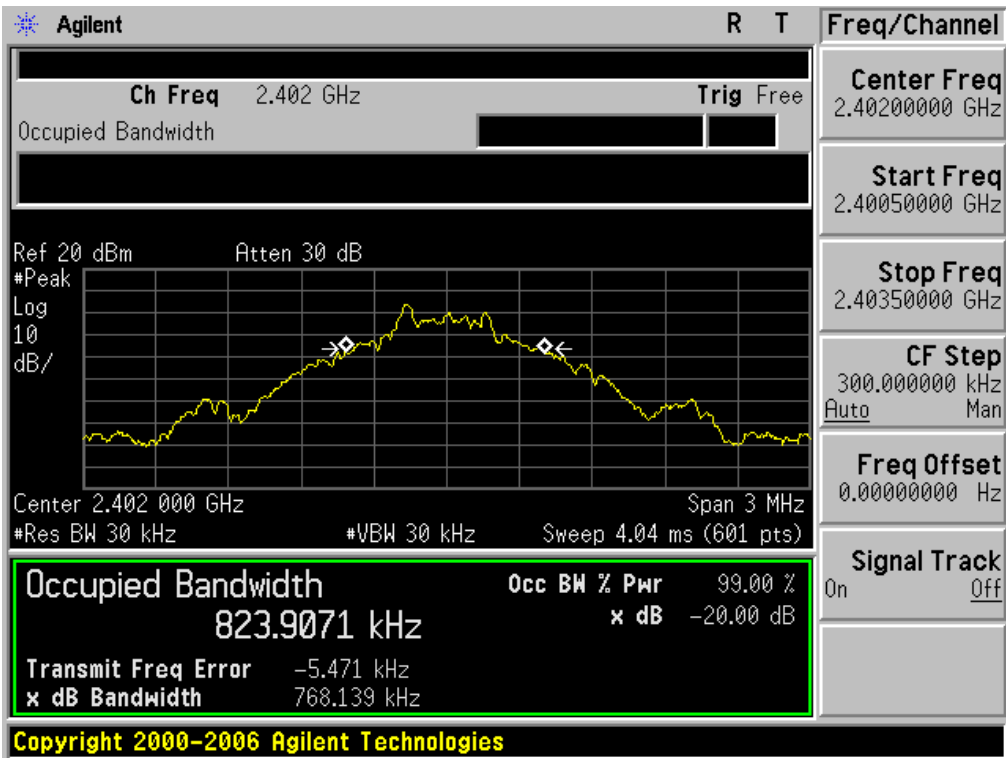 Agilent R T
Freq/Channel
Ch Freq 2.402 GHz Trig Free
Occupied Bandwidth
Center Freq
2.40200000 GHz
Start Freq
2.40050000 GHz
Stop Freq
2.40350000 GHz
CF Step
300.000000 kHz
Auto Man
Freq Offset
0.00000000 Hz
Signal Track
On Off
Ref 20 dBm Atten 30 dB
#Peak
Log
10
dB/
Center 2.402 000 GHz Span 3 MHz
#Res BW 30 kHz #VBW 30 kHz Sweep 4.04 ms (601 pts)
Occupied Bandwidth Occ BW % Pwr 99.00 %
823.9071 kHz x dB -20.00 dB
Transmit Freq Error -5.471 kHz
x dB Bandwidth 768.139 kHz
Copyright 2000-2006 Agilent Technologies